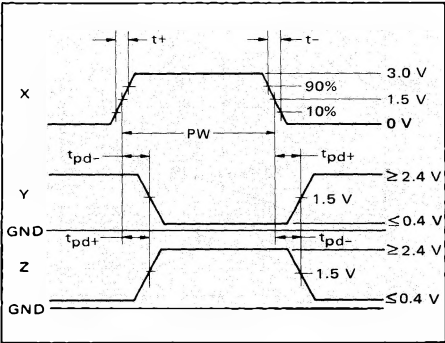 t+ t-
3.0 V
90%
X 1.5 V
10%
0 V
PW
tpd- tpd+
≥2.4 V
Y 1.5 V
≤0.4 V
GND
tpd+ tpd-
≥2.4 V
Z 1.5 V
≤0.4 V
GND